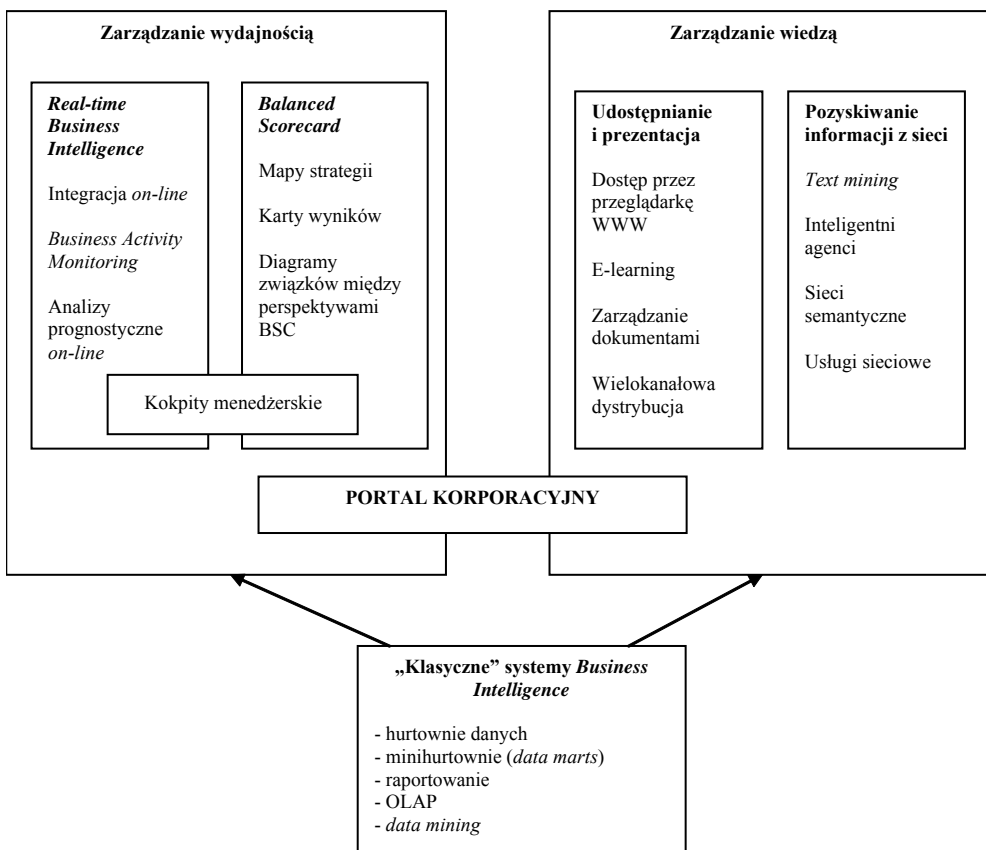 Zarządzanie wydajnością
Real-time
Business
Intelligence
Integracja on-line
Business Activity
Monitoring
Analizy
prognostyczne
on-line
Balanced
Scorecard
Mapy strategii
Karty wyników
Diagramy
związków między
perspektywami
BSC
Kokpity menedżerskie
Zarządzanie wiedzą
Udostępnianie
i prezentacja
Dostęp przez
przeglądarkę
WWW
E-learning
Zarządzanie
dokumentami
Wielokanałowa
dystrybucja
Pozyskiwanie
informacji z sieci
Text mining
Inteligentni
agenci
Sieci
semantyczne
Usługi sieciowe
PORTAL KORPORACYJNY
„Klasyczne” systemy Business
Intelligence
- hurtownie danych
- minihurtownie (data marts)
- raportowanie
- OLAP
- data mining